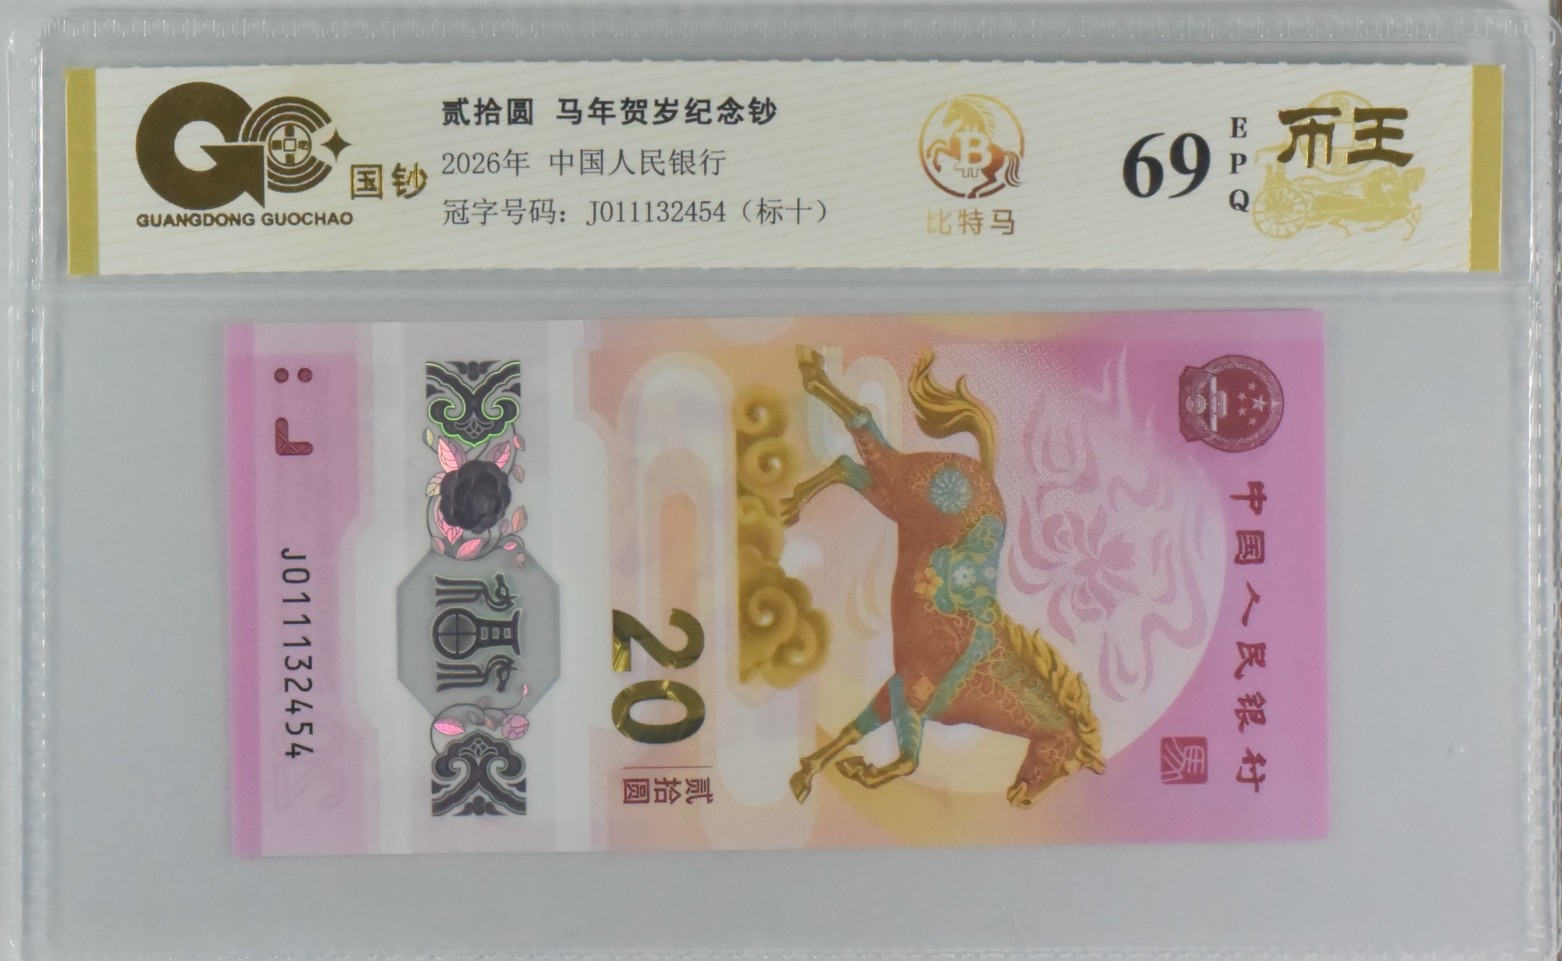 国钞
GUANGDONG GUOCHAO
贰拾圆 马年贺岁纪念钞
2026年 中国人民银行
冠字号码：J011132454（标十）
B
比特马
69
EPQ
币王
J011132454
福
20
贰拾圆
中国人民银行